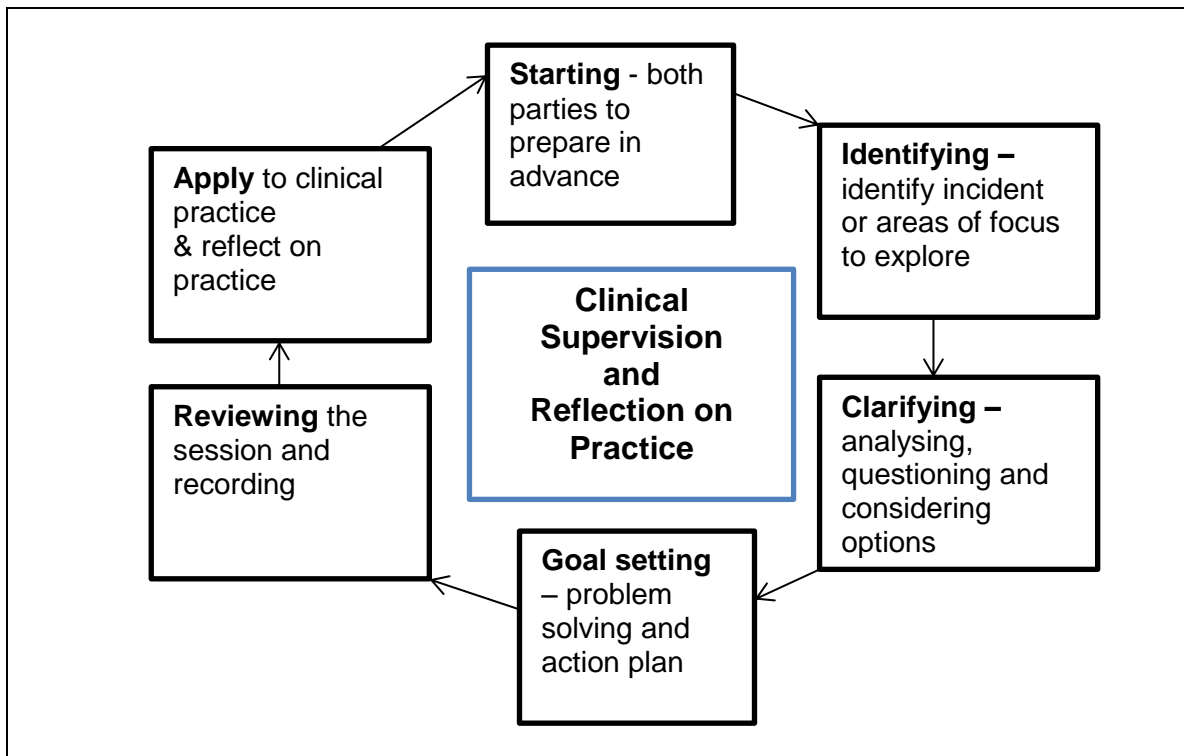 Starting - both
parties to
prepare in
advance
Identifying –
identify incident
or areas of focus
to explore
Clarifying –
analysing,
questioning and
considering
options
Goal setting
– problem
solving and
action plan
Reviewing the
session and
recording
Apply to clinical
practice
& reflect on
practice
Clinical
Supervision
and
Reflection on
Practice